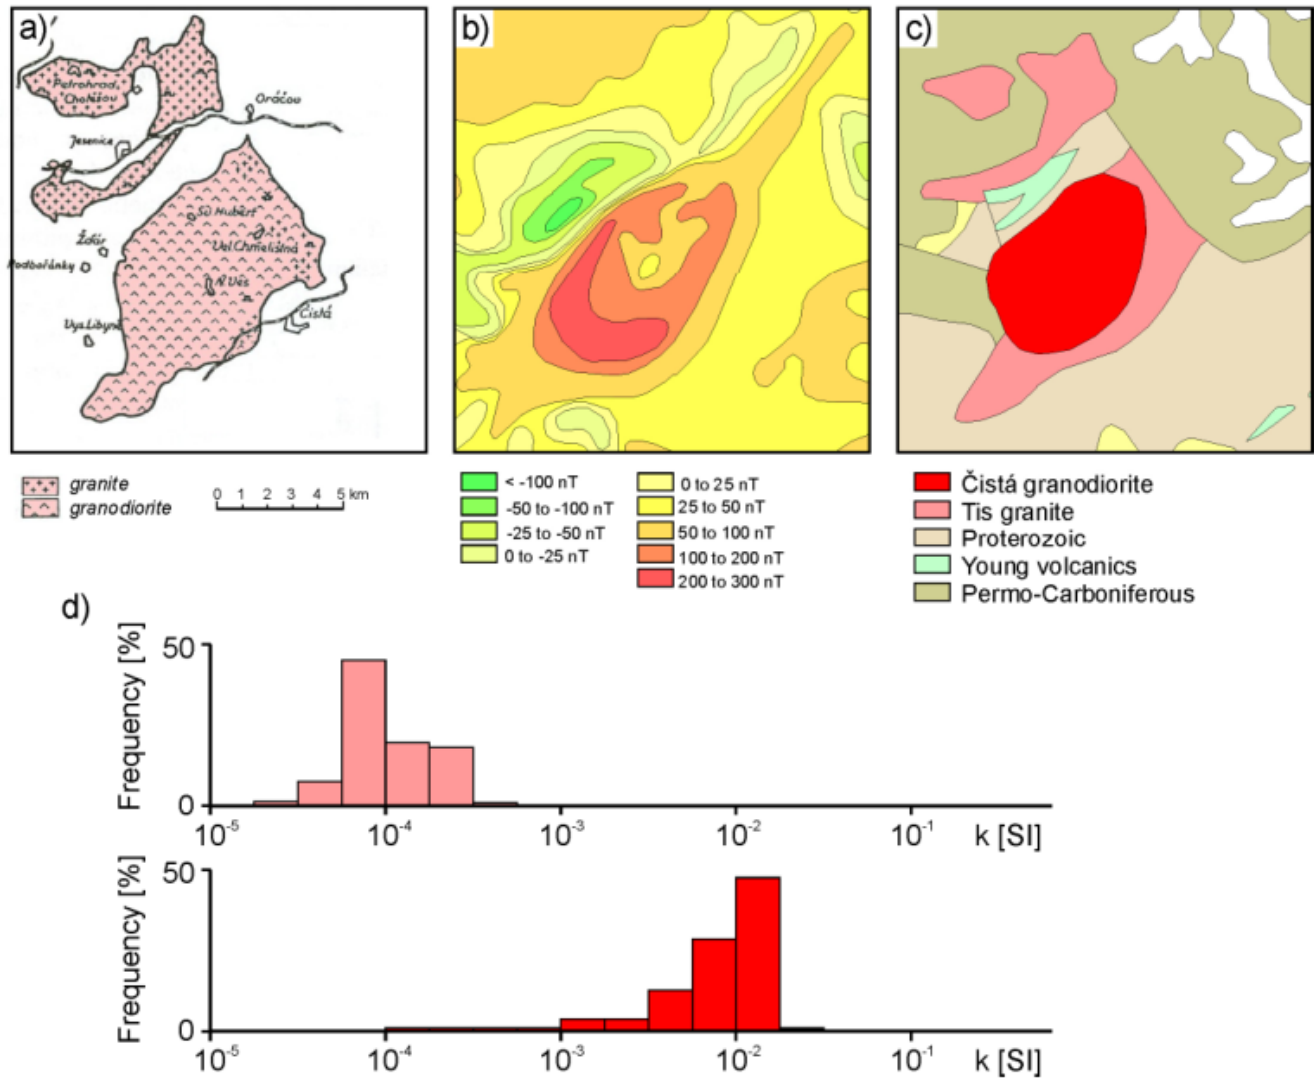 a)
Petrohrad
Oráčov
Jesenice
Sv. Hubert
Žďár
Vel. Chmelištná
Podbořánky
N. Ves
Čistá
Vys. Libyně
granite
granodiorite
0 1 2 3 4 5 km
b)
< -100 nT
-50 to -100 nT
-25 to -50 nT
0 to -25 nT
0 to 25 nT
25 to 50 nT
50 to 100 nT
100 to 200 nT
200 to 300 nT
c)
Čistá granodiorite
Tis granite
Proterozoic
Young volcanics
Permo-Carboniferous
d)
Frequency [%]
50
0
10-5 10-4 10-3 10-2 10-1 k [SI]
Frequency [%]
50
0
10-5 10-4 10-3 10-2 10-1 k [SI]